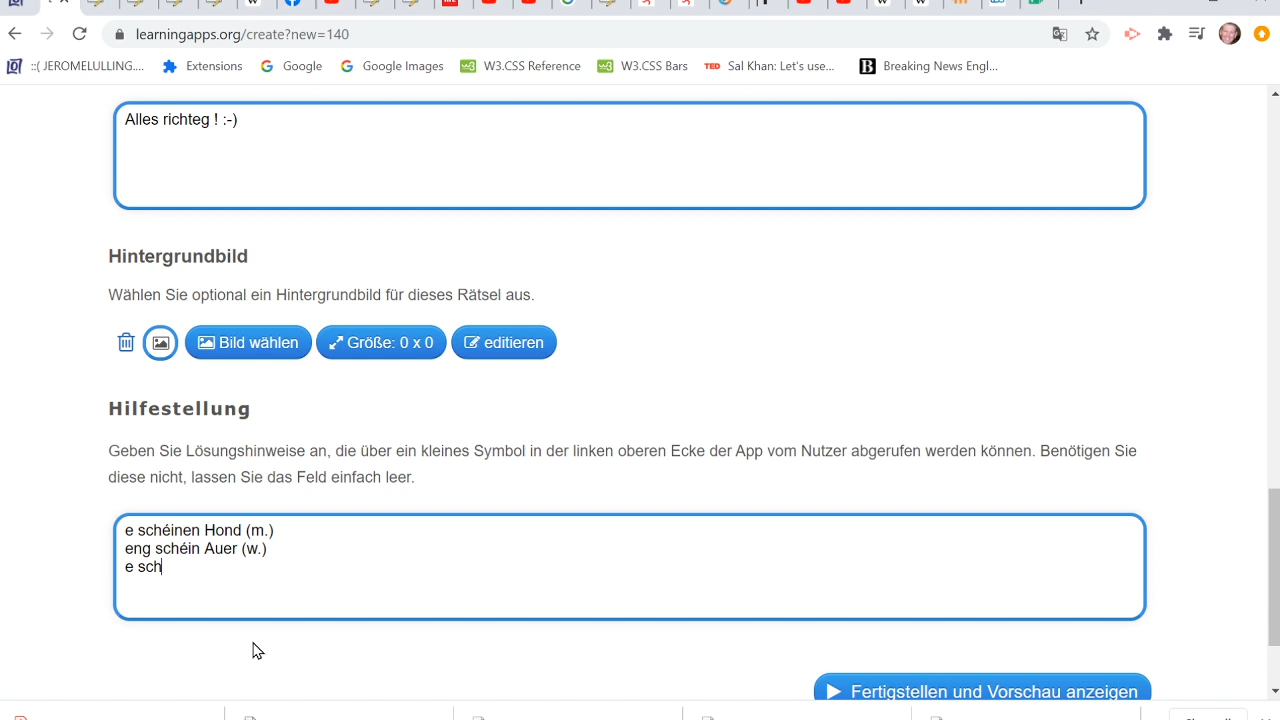 learningapps.org/create?new=140
::( JEROMELULLING.... Extensions Google Google Images W3.CSS Reference W3.CSS Bars TED Sal Khan: Let's use... B Breaking News Engl...
Alles richteg ! :-)
Hintergrundbild
Wählen Sie optional ein Hintergrundbild für dieses Rätsel aus.
Bild wählen Größe: 0 x 0 editieren
Hilfestellung
Geben Sie Lösungshinweise an, die über ein kleines Symbol in der linken oberen Ecke der App vom Nutzer abgerufen werden können. Benötigen Sie
diese nicht, lassen Sie das Feld einfach leer.
e schéinen Hond (m.)
eng schéin Auer (w.)
e sch
Fertigstellen und Vorschau anzeigen